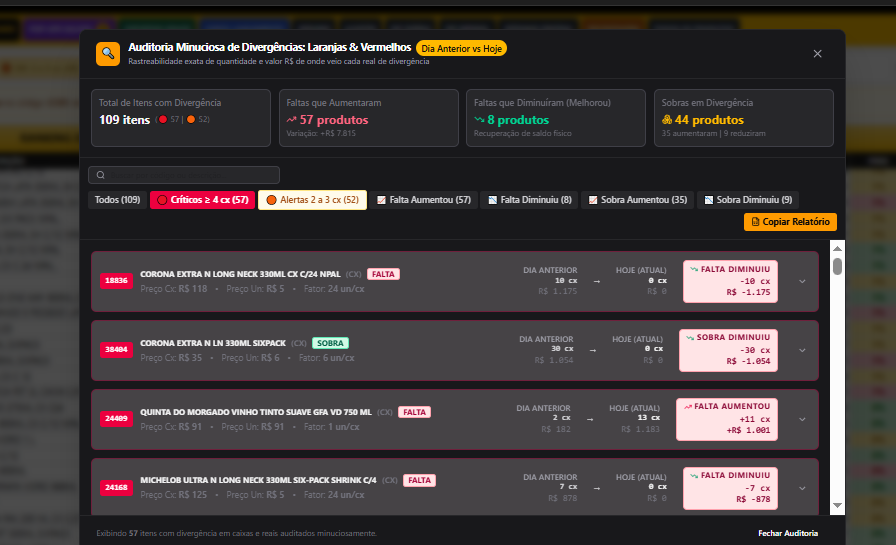 Auditoria Minuciosa de Divergências: Laranjas & Vermelhos Dia Anterior vs Hoje
Rastreabilidade exata de quantidade e valor R$ de onde veio cada real de divergência
Total de Itens com Divergência
109 itens ( 57 | 52)
Faltas que Aumentaram
57 produtos
Variação: +R$ 7.815
Faltas que Diminuíram (Melhorou)
8 produtos
Recuperação de saldo físico
Sobras em Divergência
44 produtos
35 aumentaram | 9 reduziram
Todos (109) Críticos ≥ 4 cx (57) Alertas 2 a 3 cx (52) Falta Aumentou (57) Falta Diminuiu (8) Sobra Aumentou (35) Sobra Diminuiu (9)
Copiar Relatório
18836 CORONA EXTRA N LONG NECK 330ML CX C/24 NPAL (CX) FALTA
Preço Cx: R$ 118 • Preço Un: R$ 5 • Fator: 24 un/cx
DIA ANTERIOR
10 cx
R$ 1.175
→
HOJE (ATUAL)
0 cx
R$ 0
FALTA DIMINUIU
-10 cx
R$ -1.175
38404 CORONA EXTRA N LN 330ML SIXPACK (CX) SOBRA
Preço Cx: R$ 35 • Preço Un: R$ 6 • Fator: 6 un/cx
DIA ANTERIOR
30 cx
R$ 1.054
→
HOJE (ATUAL)
0 cx
R$ 0
SOBRA DIMINUIU
-30 cx
R$ -1.054
24409 QUINTA DO MORGADO VINHO TINTO SUAVE GFA VD 750 ML (CX) FALTA
Preço Cx: R$ 91 • Preço Un: R$ 91 • Fator: 1 un/cx
DIA ANTERIOR
2 cx
R$ 182
→
HOJE (ATUAL)
13 cx
R$ 1.183
FALTA AUMENTOU
+11 cx
+R$ 1.001
24168 MICHELOB ULTRA N LONG NECK 330ML SIX-PACK SHRINK C/4 (CX) FALTA
Preço Cx: R$ 125 • Preço Un: R$ 5 • Fator: 24 un/cx
DIA ANTERIOR
7 cx
R$ 878
→
HOJE (ATUAL)
0 cx
R$ 0
FALTA DIMINUIU
-7 cx
R$ -878
Exibindo 57 itens com divergência em caixas e reais auditados minuciosamente.
Fechar Auditoria